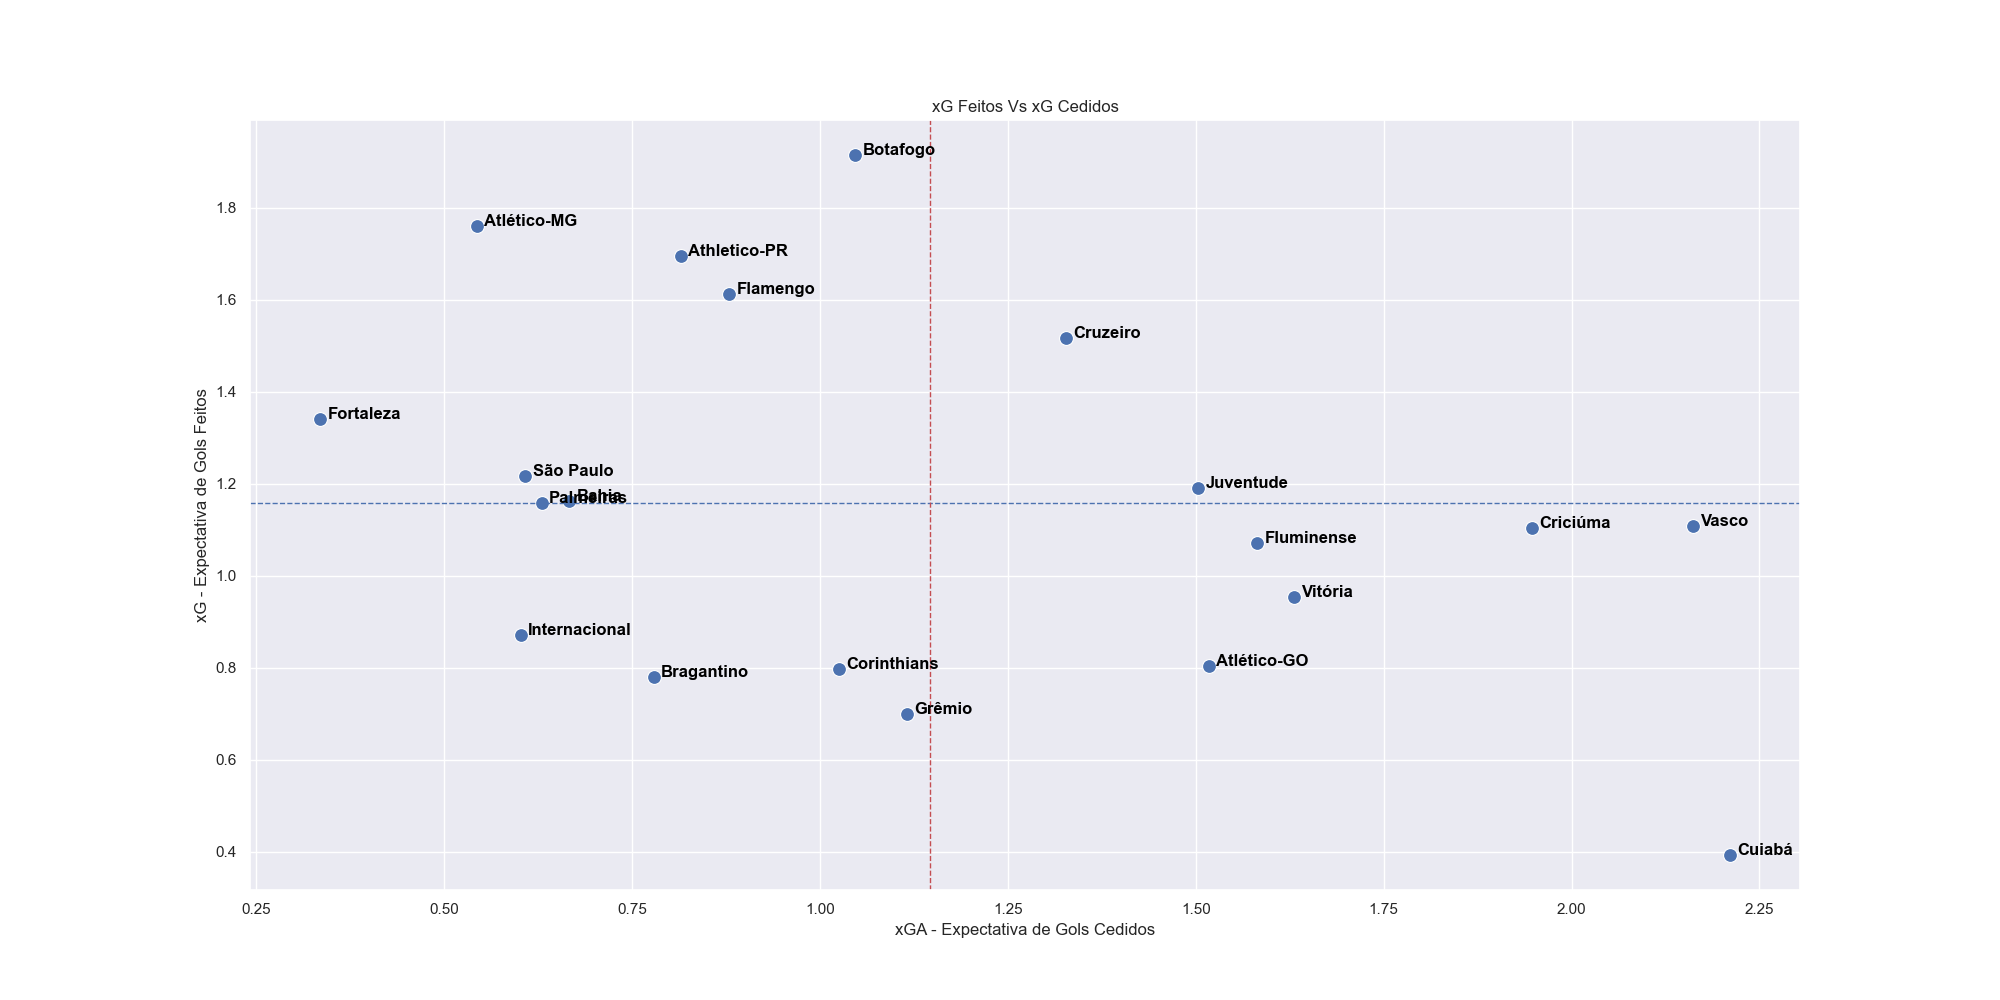 xG Feitos Vs xG Cedidos
Botafogo
1.8
Atlético-MG
Athletico-PR
Flamengo
1.6
Cruzeiro
1.4
Fortaleza
São Paulo
1.2
Juventude
Palmeiras
Bahia
Criciúma
Vasco
Fluminense
1.0
Vitória
Internacional
0.8
Corinthians
Atlético-GO
Bragantino
Grêmio
0.6
0.4
Cuiabá
xG - Expectativa de Gols Feitos
0.25 0.50 0.75 1.00 1.25 1.50 1.75 2.00 2.25
xGA - Expectativa de Gols Cedidos